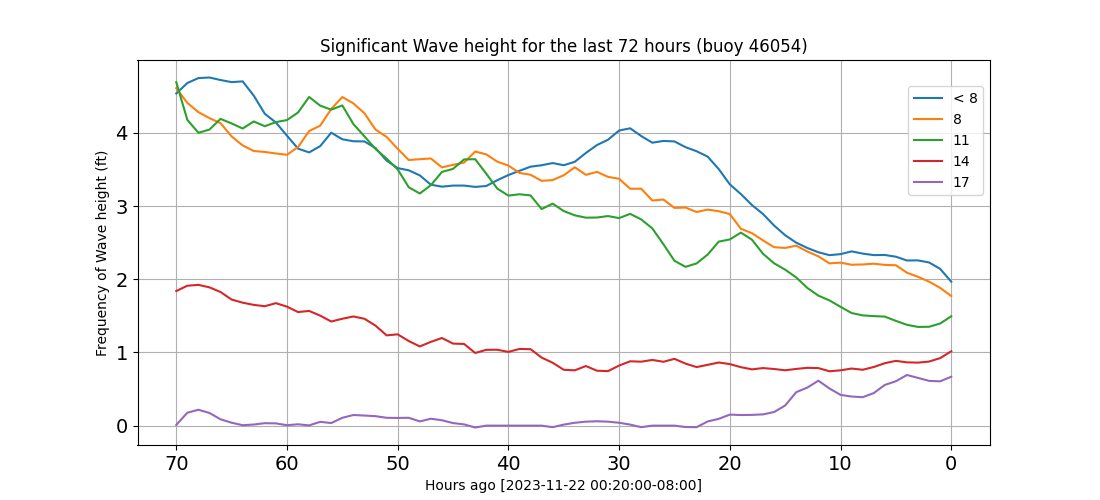 Significant Wave height for the last 72 hours (buoy 46054)
< 8
8
11
14
17
4
3
2
1
0
Frequency of Wave height (ft)
70 60 50 40 30 20 10 0
Hours ago [2023-11-22 00:20:00-08:00]